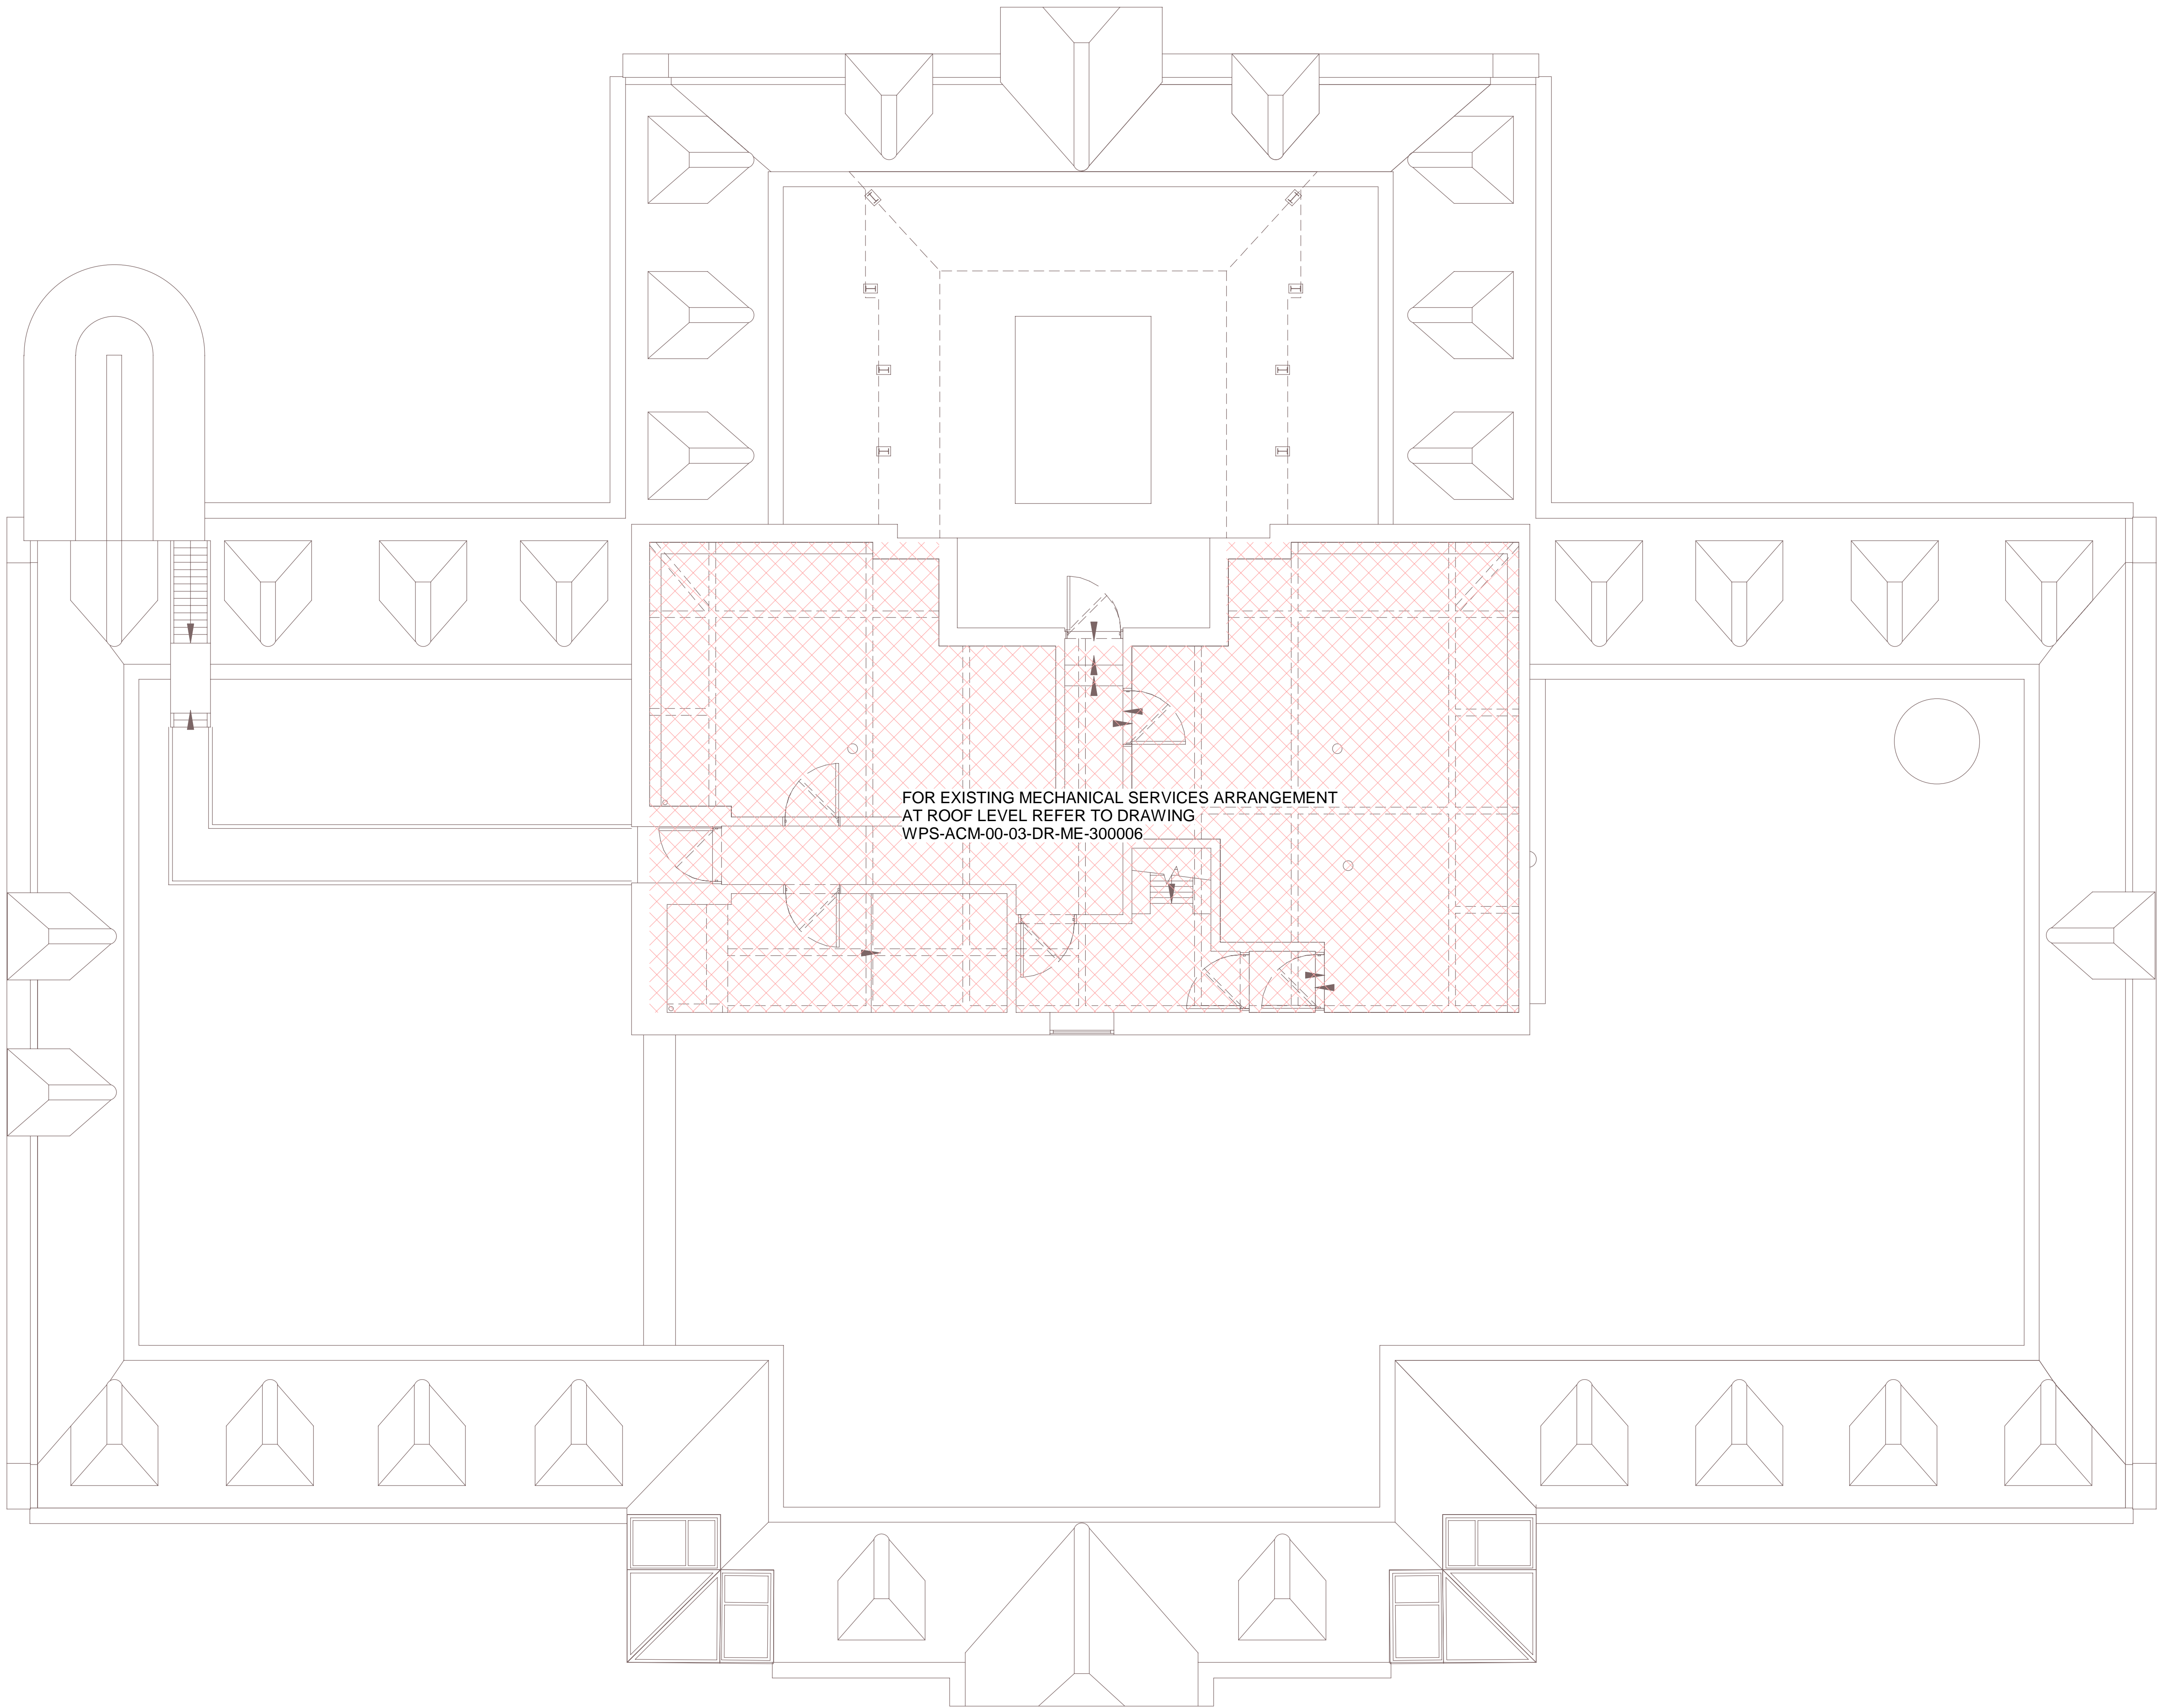 FOR EXISTING MECHANICAL SERVICES ARRANGEMENT
AT ROOF LEVEL REFER TO DRAWING
WPS-ACM-00-03-DR-ME-300006